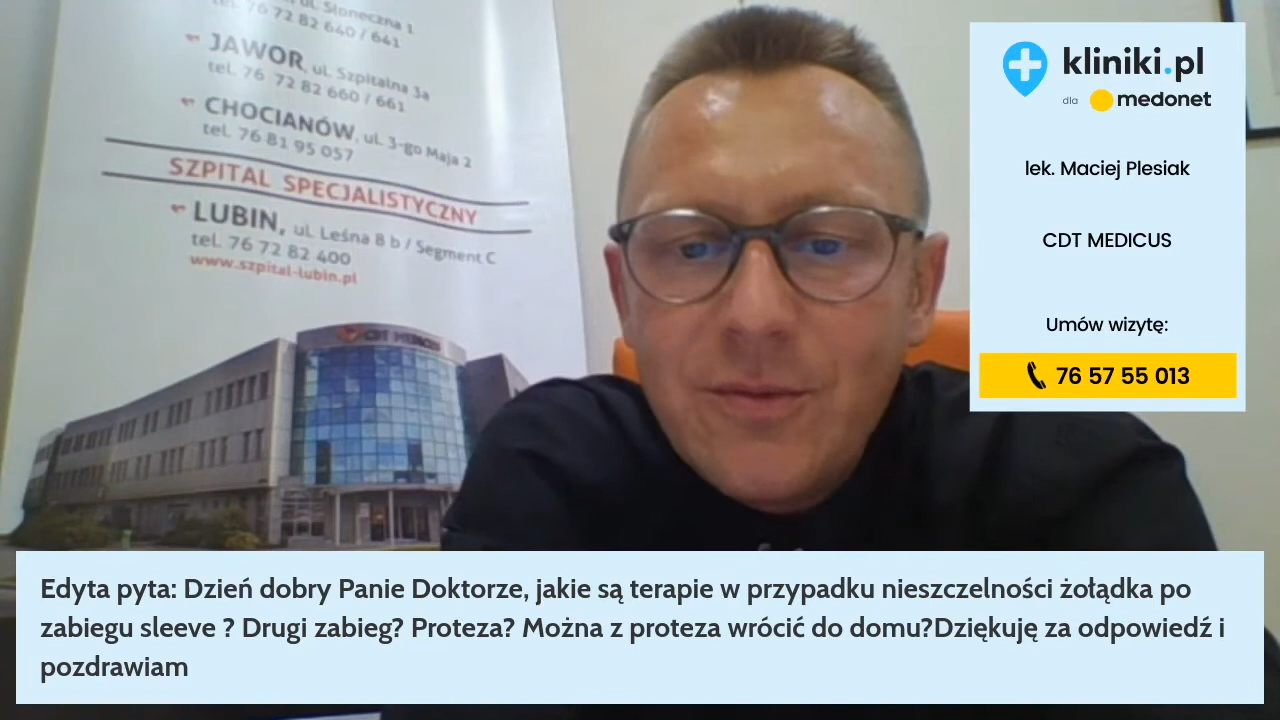 ul. Słoneczna 1
tel. 76 72 82 640 / 641
JAWOR, ul. Szpitalna 3a
tel. 76 72 82 660 / 661
CHOCIANÓW, ul. 3-go Maja 2
tel. 76 81 95 057
SZPITAL SPECJALISTYCZNY
LUBIN, ul. Leśna 8 b / Segment C
tel. 76 72 82 400
www.szpital-lubin.pl
CDT MEDICUS
kliniki.pl
dla medonet
lek. Maciej Plesiak
CDT MEDICUS
Umów wizytę:
76 57 55 013
Edyta pyta: Dzień dobry Panie Doktorze, jakie są terapie w przypadku nieszczelności żołądka po
zabiegu sleeve ? Drugi zabieg? Proteza? Można z proteza wrócić do domu?Dziękuję za odpowiedź i
pozdrawiam